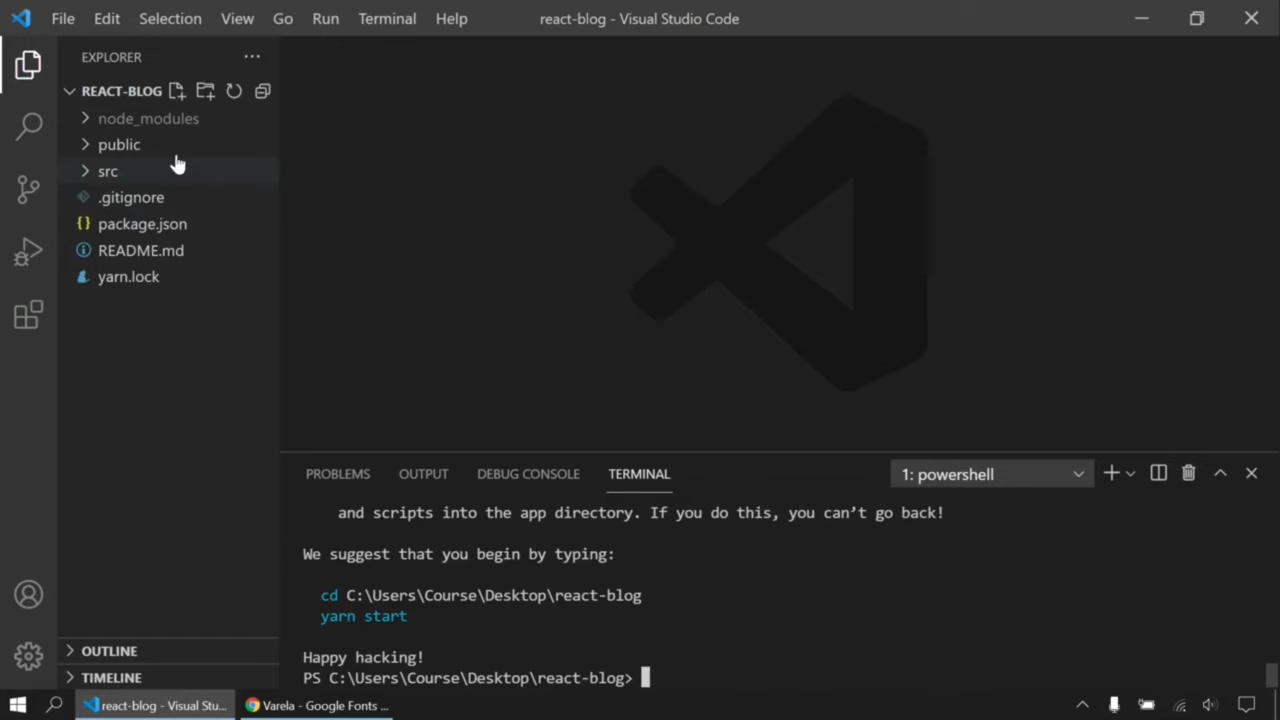 File Edit Selection View Go Run Terminal Help
react-blog - Visual Studio Code
EXPLORER
REACT-BLOG
node_modules
public
src
.gitignore
package.json
README.md
yarn.lock
PROBLEMS OUTPUT DEBUG CONSOLE TERMINAL
1: powershell
and scripts into the app directory. If you do this, you can’t go back!
We suggest that you begin by typing:
cd C:\Users\Course\Desktop\react-blog
yarn start
Happy hacking!
PS C:\Users\Course\Desktop\react-blog>
OUTLINE
TIMELINE
react-blog - Visual Stu...
Varela - Google Fonts ...